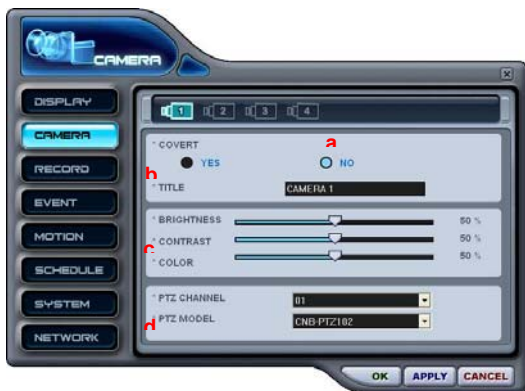 CAMERA
DISPLAY
CAMERA
RECORD
EVENT
MOTION
SCHEDULE
SYSTEM
NETWORK
1 2 3 4
a
* COVERT
YES NO
b
* TITLE CAMERA 1
* BRIGHTNESS 50 %
* CONTRAST 50 %
c
* COLOR 50 %
* PTZ CHANNEL 01
d
* PTZ MODEL CNB-PTZ102
OK APPLY CANCEL